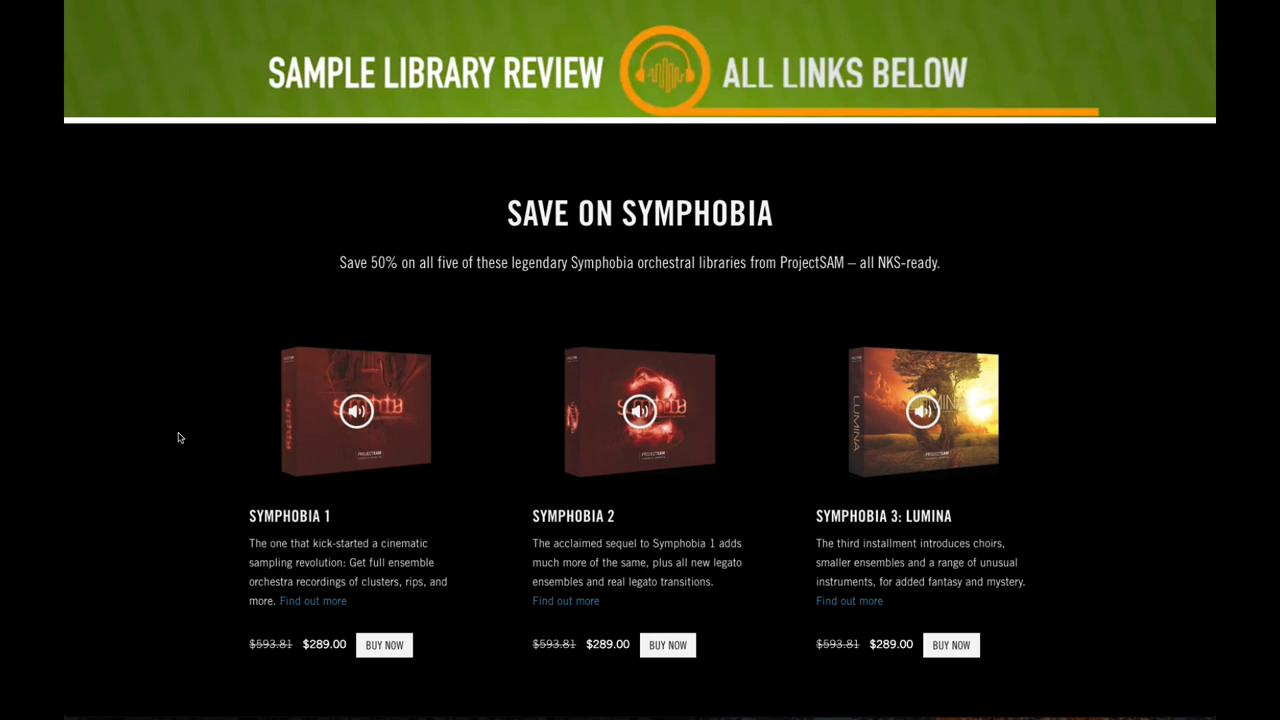 SAMPLE LIBRARY REVIEW ALL LINKS BELOW
SAVE ON SYMPHOBIA
Save 50% on all five of these legendary Symphobia orchestral libraries from ProjectSAM – all NKS-ready.
LUMINA
PROJECTSAM
PROJECTSAM
PROJECTSAM
SYMPHOBIA 1
The one that kick-started a cinematic
sampling revolution: Get full ensemble
orchestra recordings of clusters, rips, and
more. Find out more
$593.81 $289.00 BUY NOW
SYMPHOBIA 2
The acclaimed sequel to Symphobia 1 adds
much more of the same, plus all new legato
ensembles and real legato transitions.
Find out more
$593.81 $289.00 BUY NOW
SYMPHOBIA 3: LUMINA
The third installment introduces choirs,
smaller ensembles and a range of unusual
instruments, for added fantasy and mystery.
Find out more
$593.81 $289.00 BUY NOW